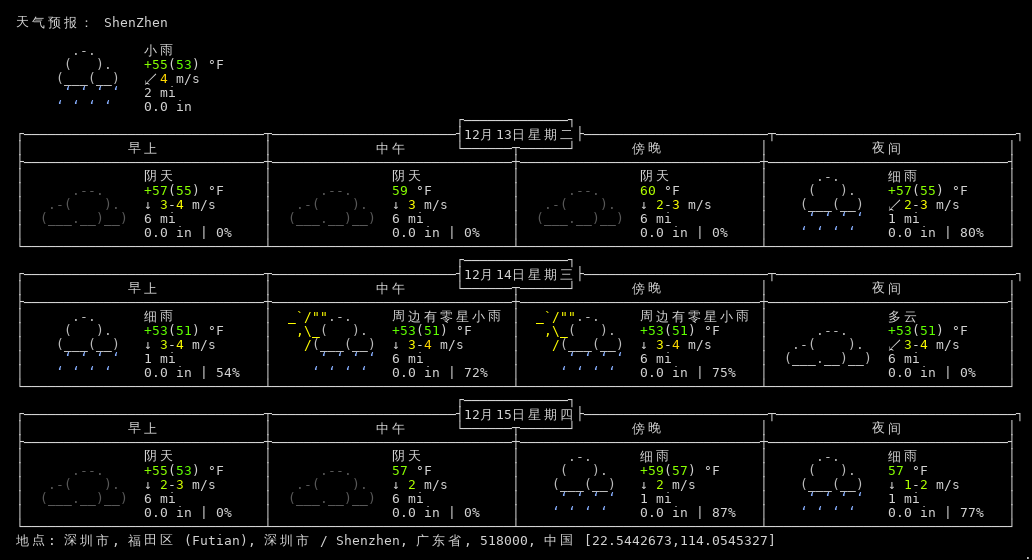 天气预报： ShenZhen
小雨
+55(53) °F
↙ 4 m/s
2 mi
0.0 in
12月13日星期二
早上 中午 傍晚 夜间
阴天 阴天 阴天 细雨
+57(55) °F 59 °F 60 °F +57(55) °F
↓ 3-4 m/s ↓ 3 m/s ↓ 2-3 m/s ↙ 2-3 m/s
6 mi 6 mi 6 mi 1 mi
0.0 in | 0% 0.0 in | 0% 0.0 in | 0% 0.0 in | 80%
12月14日星期三
早上 中午 傍晚 夜间
细雨 周边有零星小雨 周边有零星小雨 多云
+53(51) °F +53(51) °F +53(51) °F +53(51) °F
↓ 3-4 m/s ↓ 3-4 m/s ↓ 3-4 m/s ↙ 3-4 m/s
1 mi 6 mi 6 mi 6 mi
0.0 in | 54% 0.0 in | 72% 0.0 in | 75% 0.0 in | 0%
12月15日星期四
早上 中午 傍晚 夜间
阴天 阴天 细雨 细雨
+55(53) °F 57 °F +59(57) °F 57 °F
↓ 2-3 m/s ↓ 2 m/s ↓ 2 m/s ↓ 1-2 m/s
6 mi 6 mi 1 mi 1 mi
0.0 in | 0% 0.0 in | 0% 0.0 in | 87% 0.0 in | 77%
地点: 深圳市, 福田区 (Futian), 深圳市 / Shenzhen, 广东省, 518000, 中国 [22.5442673,114.0545327]